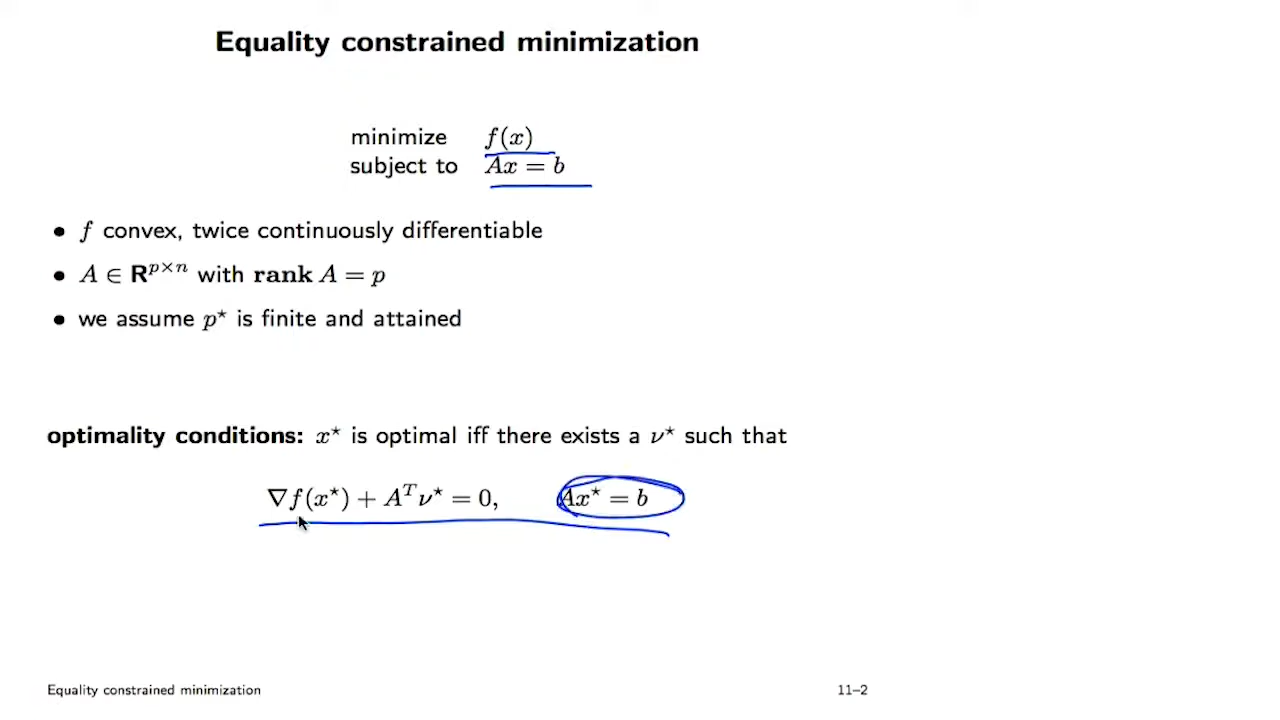 Equality constrained minimization
minimize f(x)
subject to Ax = b
• f convex, twice continuously differentiable
• A ∈ R^{p×n} with rank A = p
• we assume p⋆ is finite and attained
optimality conditions: x⋆ is optimal iff there exists a ν⋆ such that
∇f(x⋆) + A^T ν⋆ = 0, Ax⋆ = b
Equality constrained minimization 11–2